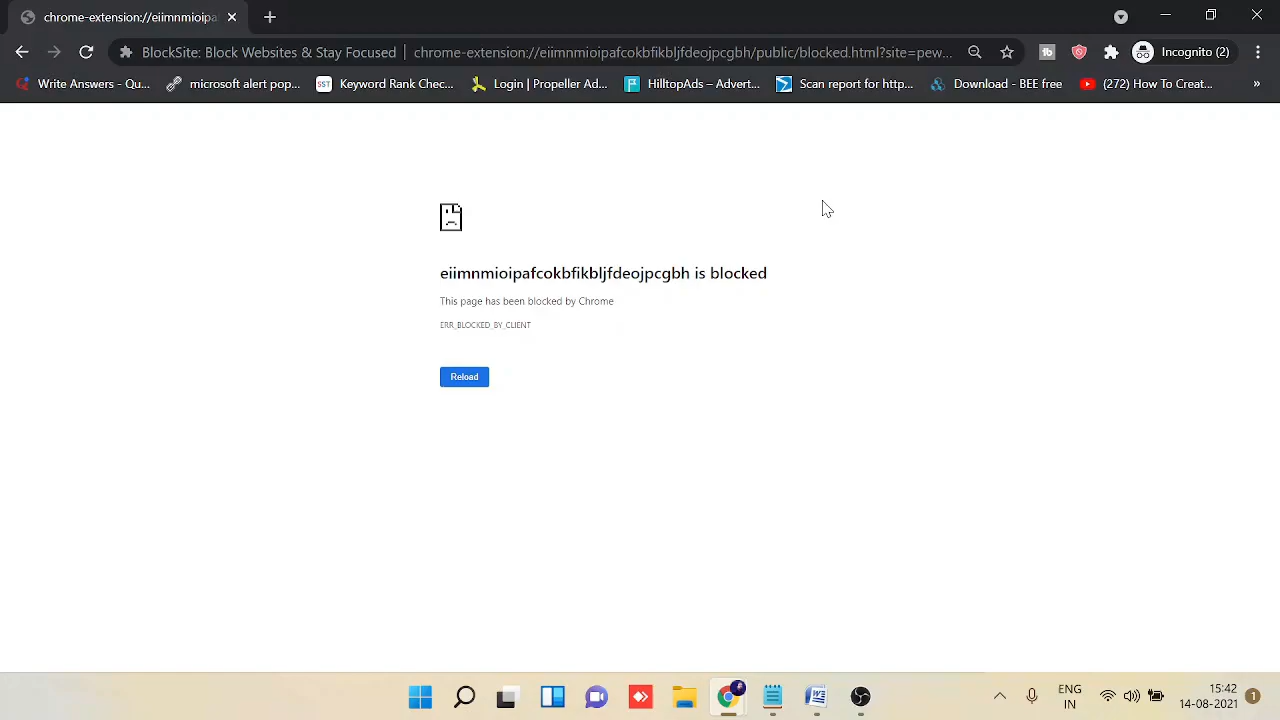 chrome-extension://eiimnmioipa
BlockSite: Block Websites & Stay Focused | chrome-extension://eiimnmioipafcokbfikbljfdeojpcgbh/public/blocked.html?site=pew...
Incognito (2)
Write Answers - Qu...
microsoft alert pop...
SST
Keyword Bank Chec...
Login | Propeller Ad...
HilltopAds – Advert...
Scan report for http...
Download - BEE free
(272) How To Creat...
»
eiimnmioipafcokbfikbljfdeojpcgbh is blocked
This page has been blocked by Chrome
ERR_BLOCKED_BY_CLIENT
Reload
ENG
IN
15:42
14-08-2021
1